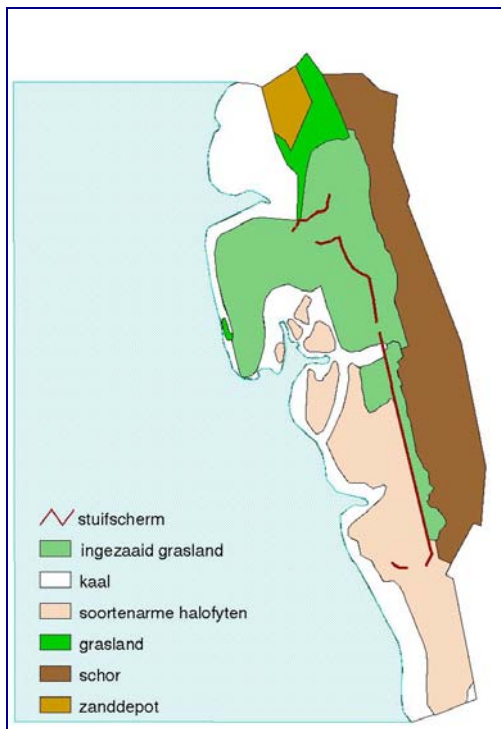 stuifscherm
ingezaaid grasland
kaal
soortenarme halofyten
grasland
schor
zanddepot